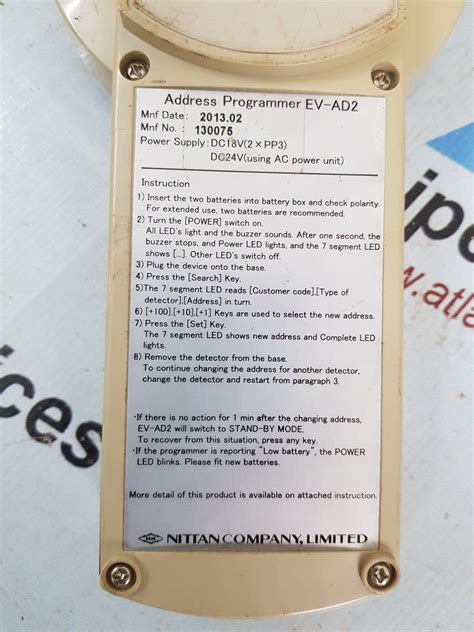 Address Programmer EV-AD2
Mnf Date: 2013.02
Mnf No. : 130075
Power Supply:DC18V(2×PP3)
DC24V(using AC power unit)
Instruction
1) Insert the two batteries into battery box and check polarity.
For extended use, two batteries are recommended.
2) Turn the [POWER] switch on.
All LED's light and the buzzer sounds. After one second, the
buzzer stops, and Power LED lights, and the 7 segment LED
shows [...]. Other LED's switch off.
3) Plug the device onto the base.
4) Press the [Search] Key.
5)The 7 segment LED reads [Customer code],[Type of
detector],[Address] in turn.
6) [+100],[+10],[+1] Keys are used to select the new address.
7) Press the [Set] Key.
The 7 segment LED shows new address and Complete LED
lights.
8) Remove the detector from the base.
To continue changing the address for another detector,
change the detector and restart from paragraph 3.
·If there is no action for 1 min after the changing address,
EV-AD2 will switch to STAND-BY MODE.
To recover from this situation, press any key.
·If the programmer is reporting "Low battery", the POWER
LED blinks. Please fit new batteries.
More detail of this product is available on attached instruction.
NITTAN COMPANY, LIMITED